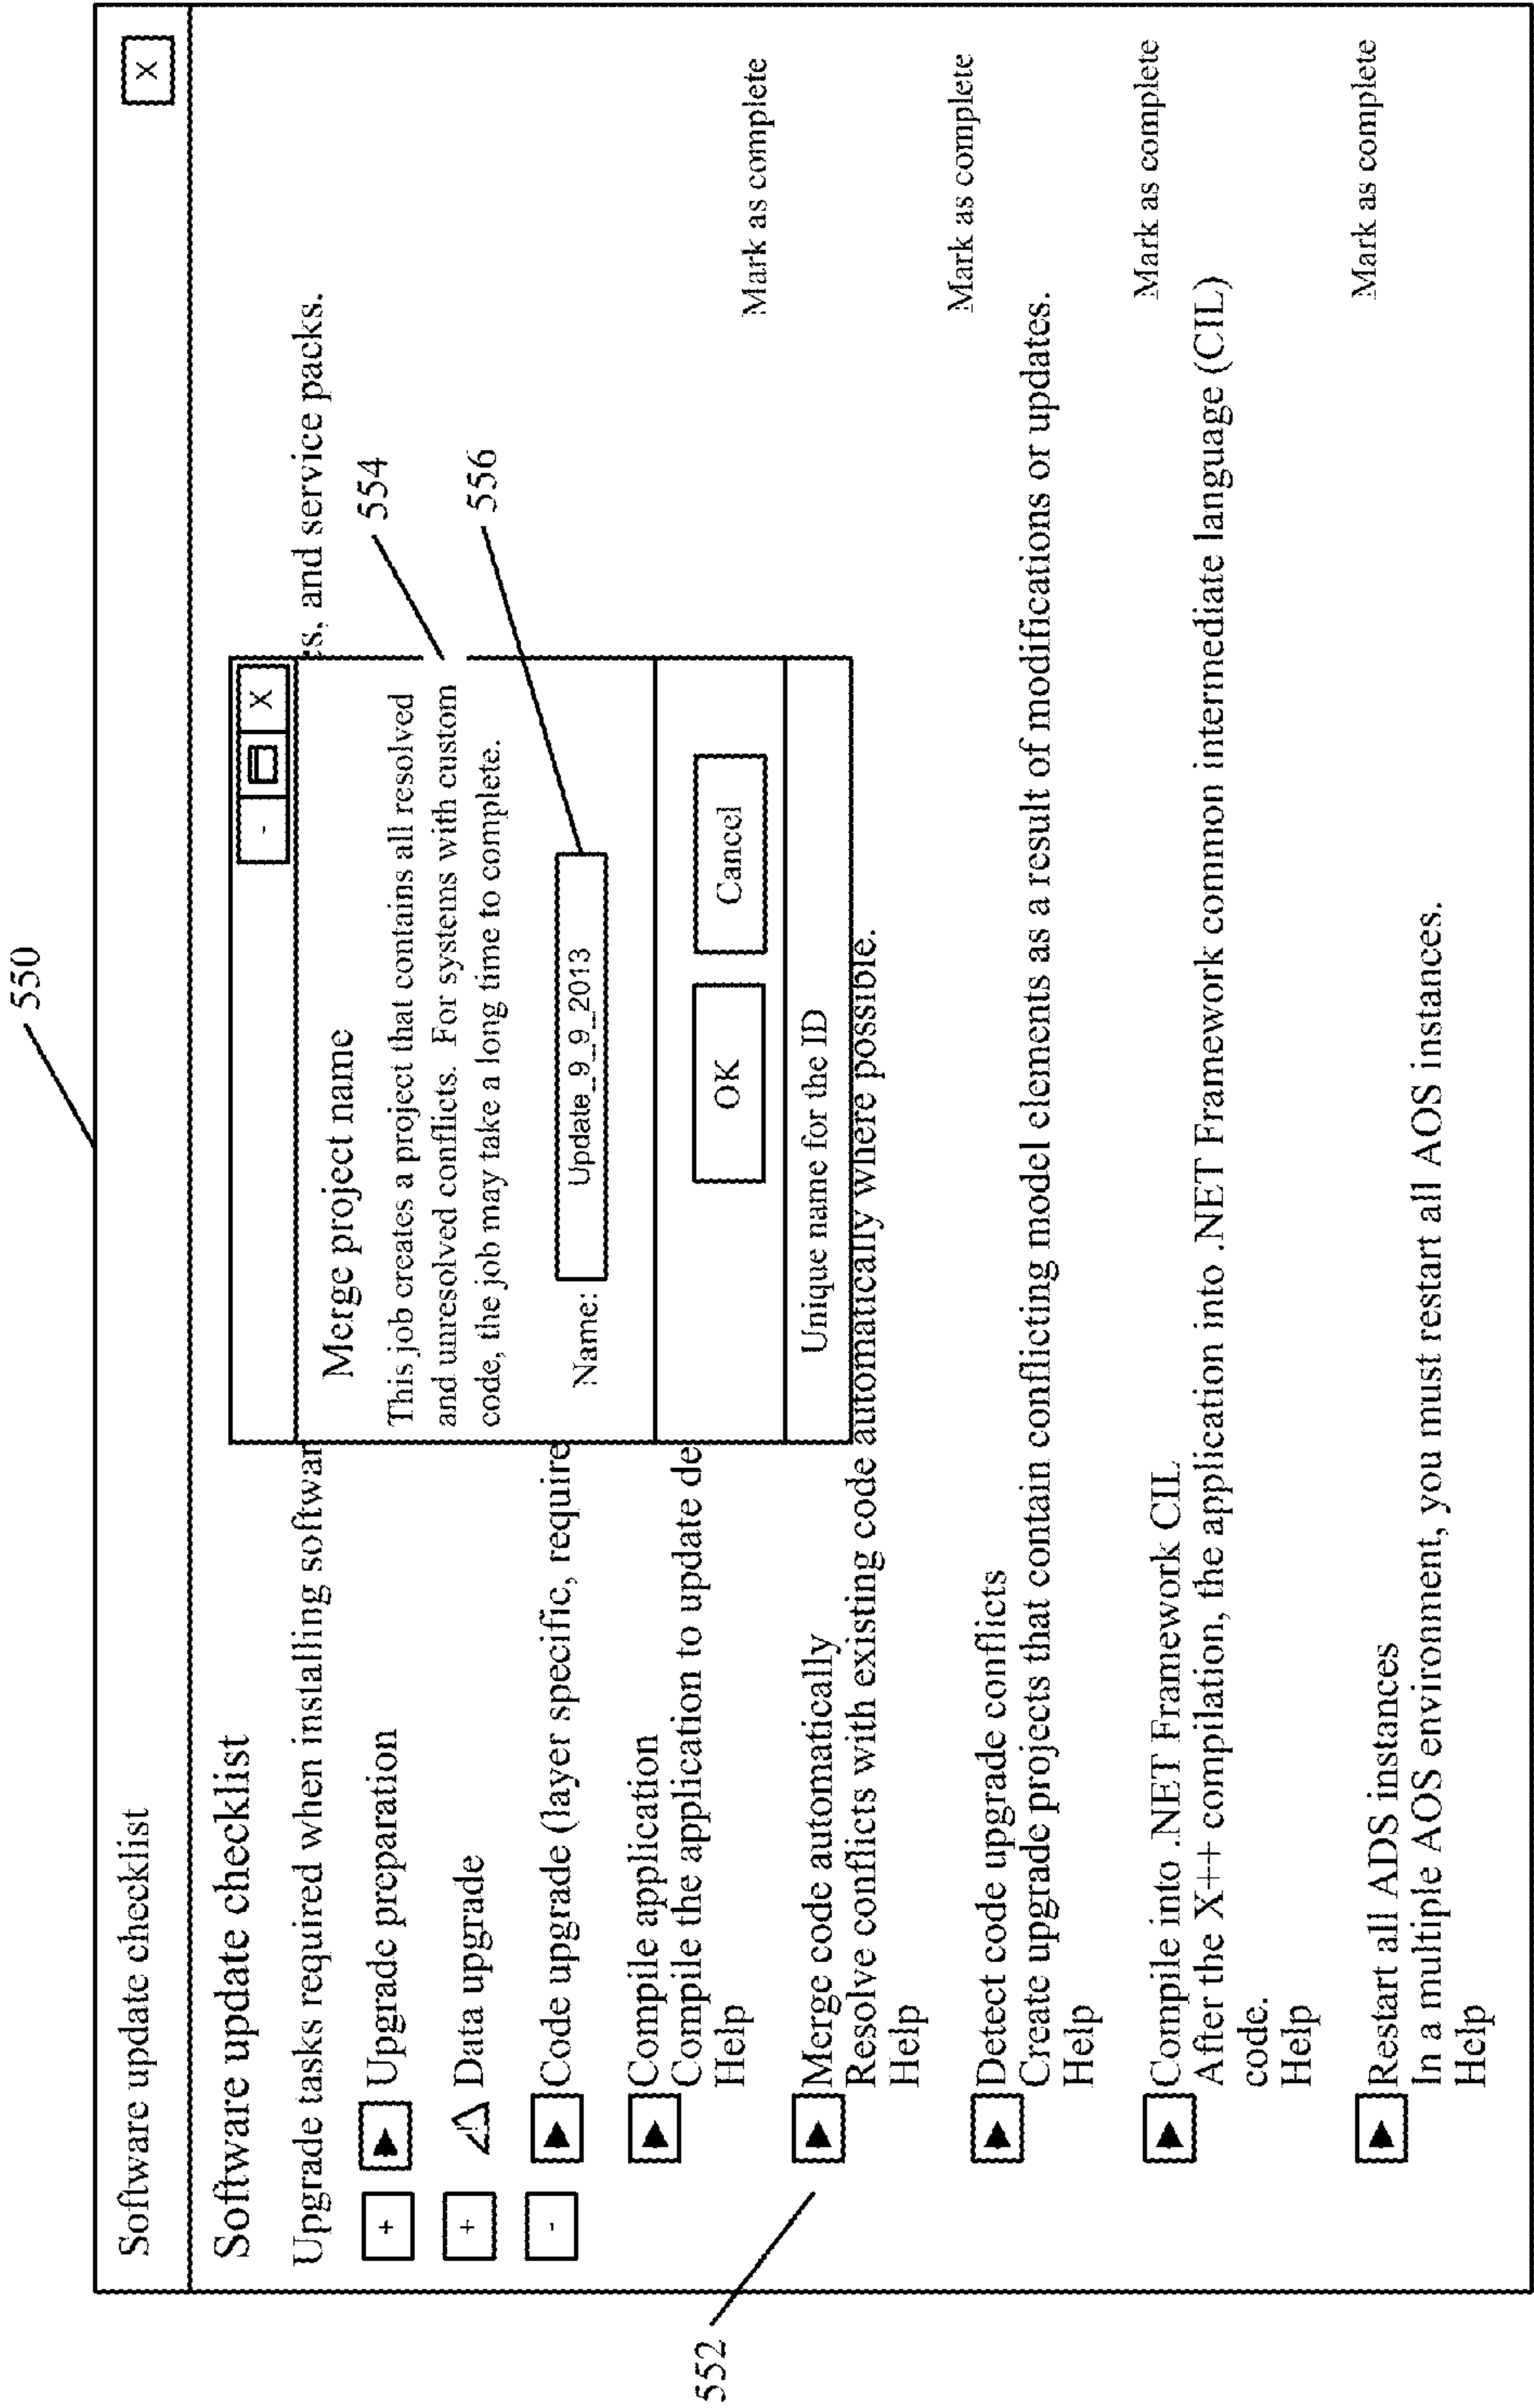 550
Software update checklist
X
Software update checklist
Upgrade tasks required when installing softwar
es, and service packs.
+ Upgrade preparation
+ Data upgrade
- Code upgrade (layer specific, require
Compile application
Compile the application to update de
Help
Mark as complete
552
Merge code automatically
Resolve conflicts with existing code automatically where possible.
Help
Mark as complete
Detect code upgrade conflicts
Create upgrade projects that contain conflicting model elements as a result of modifications or updates.
Help
Mark as complete
Compile into .NET Framework CIL
After the X++ compilation, the application into .NET Framework common intermediate language (CIL)
code.
Help
Mark as complete
Restart all ADS instances
In a multiple AOS environment, you must restart all AOS instances.
Help
- X
Merge project name
This job creates a project that contains all resolved
and unresolved conflicts. For systems with custom
code, the job may take a long time to complete.
Name: Update_9_9_2013
OK Cancel
Unique name for the ID
554
556